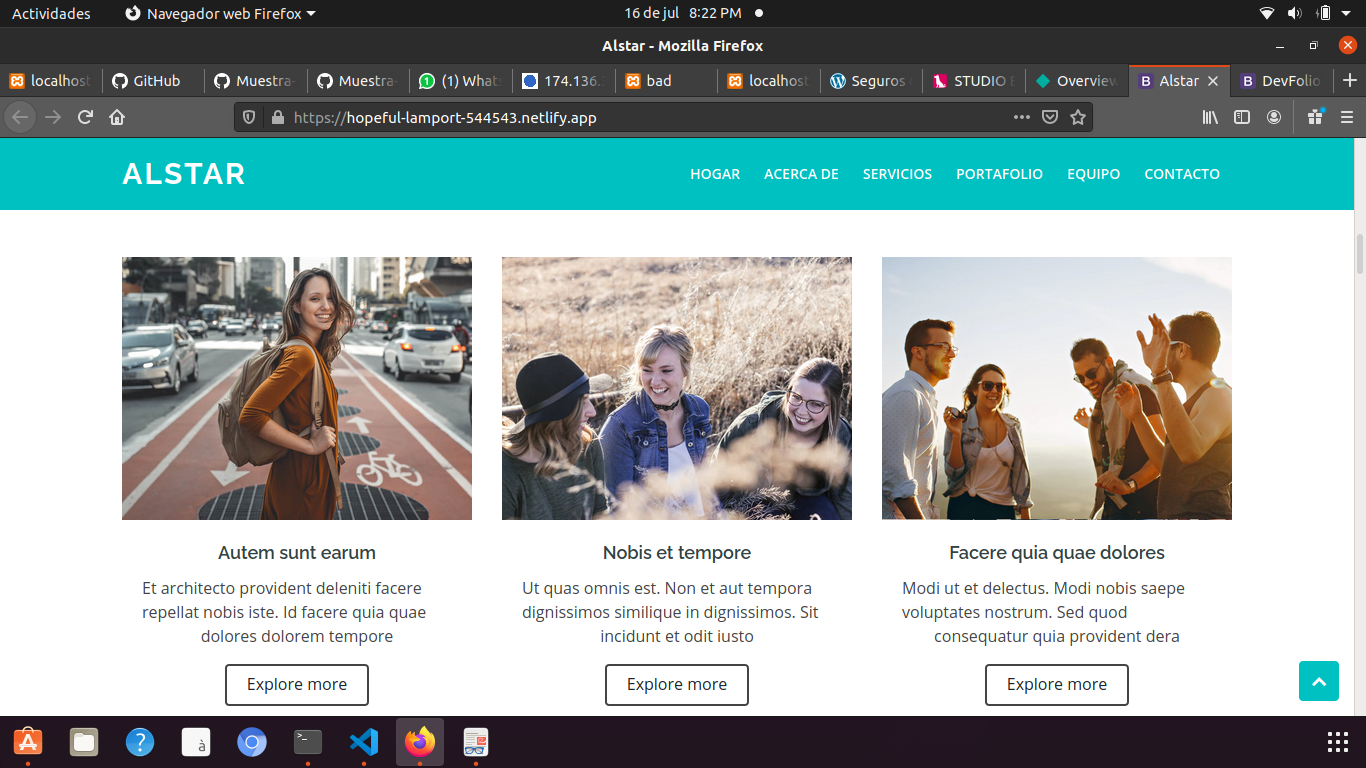 Actividades
Navegador web Firefox
16 de jul 8:22 PM
Alstar - Mozilla Firefox
localhost
GitHub
Muestra
Muestra
(1) What
174.136.
bad
localhost
Seguros
STUDIO
Overview
Alstar
DevFolio
https://hopeful-lamport-544543.netlify.app
ALSTAR
HOGAR
ACERCA DE
SERVICIOS
PORTAFOLIO
EQUIPO
CONTACTO
Autem sunt earum
Et architecto provident deleniti facere
repellat nobis iste. Id facere quia quae
dolores dolorem tempore
Explore more
Nobis et tempore
Ut quas omnis est. Non et aut tempora
dignissimos similique in dignissimos. Sit
incidunt et odit iusto
Explore more
Facere quia quae dolores
Modi ut et delectus. Modi nobis saepe
voluptates nostrum. Sed quod
consequatur quia provident dera
Explore more